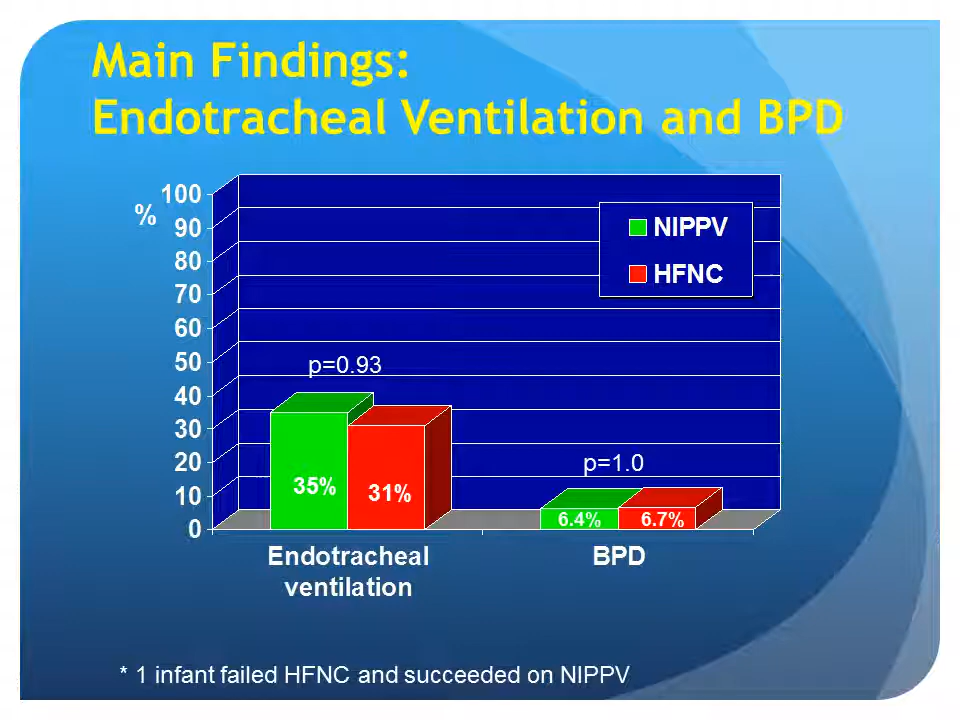 Main Findings:
Endotracheal Ventilation and BPD
%
100
90
80
70
60
50
40
30
20
10
0
NIPPV
HFNC
p=0.93
35%
31%
p=1.0
6.4%
6.7%
Endotracheal
ventilation
BPD
* 1 infant failed HFNC and succeeded on NIPPV